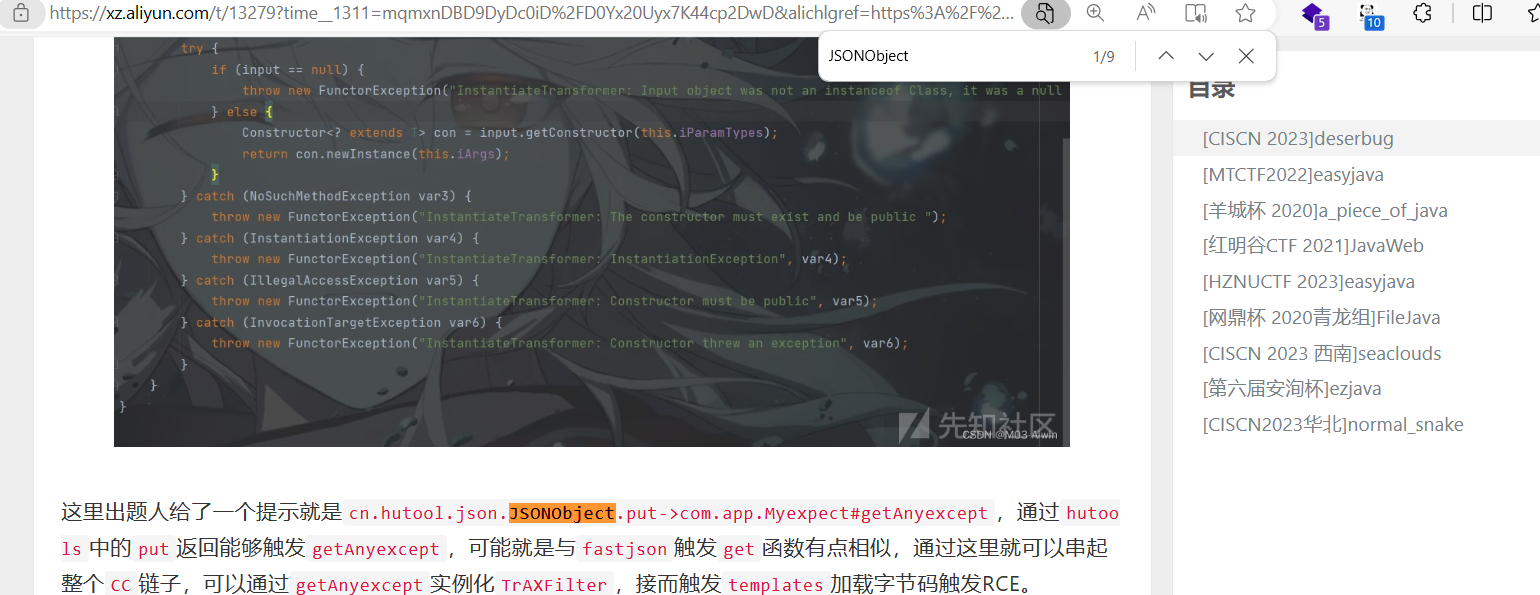 https://xz.aliyun.com/t/13279?time__1311=mqmxnDBD9DyDc0iD%2FD0Yx20Uyx7K44cp2DwD&alichlgref=https%3A%2F%2...
5
10
JSONObject
1/9
try {
if (input == null) {
throw new FunctorException("InstantiateTransformer: Input object was not an instanceof Class, it was a null
} else {
Constructor<? extends T> con = input.getConstructor(this.iParamTypes);
return con.newInstance(this.iArgs);
}
} catch (NoSuchMethodException var3) {
throw new FunctorException("InstantiateTransformer: The constructor must exist and be public ");
} catch (InstantiationException var4) {
throw new FunctorException("InstantiateTransformer: InstantiationException", var4);
} catch (IllegalAccessException var5) {
throw new FunctorException("InstantiateTransformer: Constructor must be public", var5);
} catch (InvocationTargetException var6) {
throw new FunctorException("InstantiateTransformer: Constructor threw an exception", var6);
}
}
}
先知社区
CSDN @M03-Aiwin
这里出题人给了一个提示就是 cn.hutool.json.JSONObject.put->com.app.Myexpect#getAnyexcept ，通过 hutoo
ls 中的 put 返回能够触发 getAnyexcept ，可能就是与 fastjson 触发 get 函数有点相似，通过这里就可以串起
整个 CC 链子，可以通过 getAnyexcept 实例化 TrAXFilter ，接而触发 templates 加载字节码触发RCE。
目录
[CISCN 2023]deserbug
[MTCTF2022]easyjava
[羊城杯 2020]a_piece_of_java
[红明谷CTF 2021]JavaWeb
[HZNUCTF 2023]easyjava
[网鼎杯 2020青龙组]FileJava
[CISCN 2023 西南]seaclouds
[第六届安洵杯]ezjava
[CISCN2023华北]normal_snake